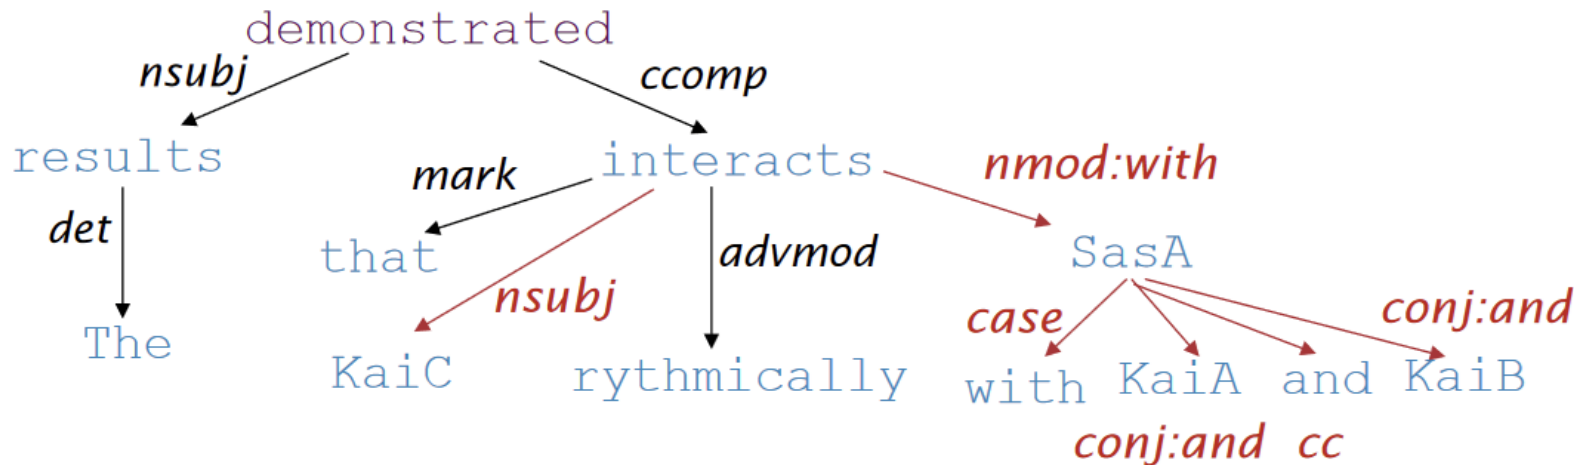 demonstrated
nsubj ccomp
results interacts nmod:with
mark
det that advmod SasA
nsubj case conj:and
The KaiC rythmically with KaiA and KaiB
conj:and cc